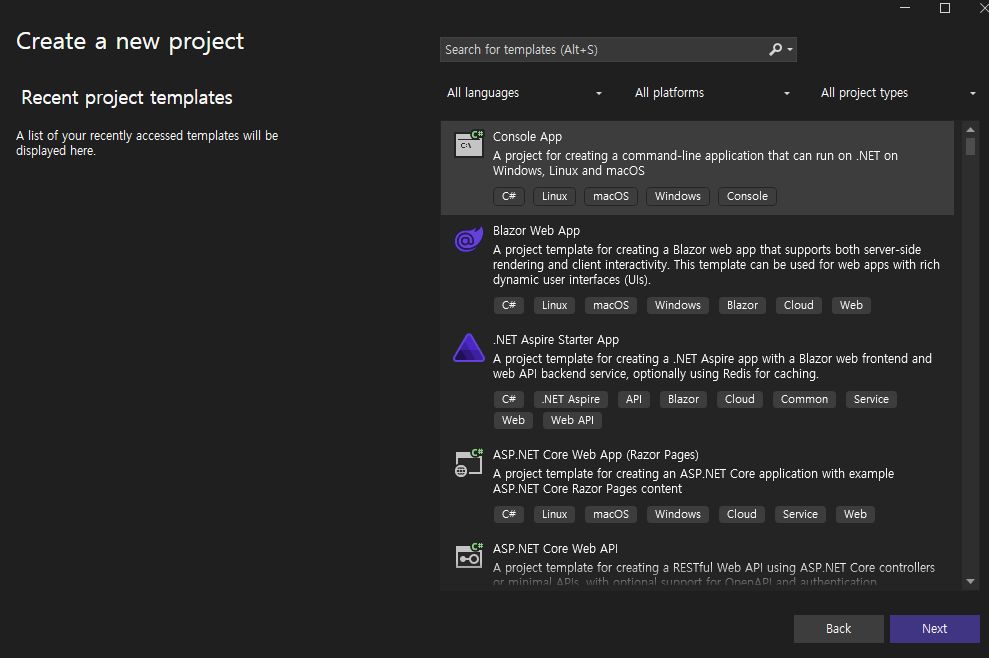 Create a new project
Recent project templates
A list of your recently accessed templates will be
displayed here.
Search for templates (Alt+S)
All languages
All platforms
All project types
C#
C:\
Console App
A project for creating a command-line application that can run on .NET on
Windows, Linux and macOS
C# Linux macOS Windows Console
Blazor Web App
A project template for creating a Blazor web app that supports both server-side
rendering and client interactivity. This template can be used for web apps with rich
dynamic user interfaces (UIs).
C# Linux macOS Windows Blazor Cloud Web
.NET Aspire Starter App
A project template for creating a .NET Aspire app with a Blazor web frontend and
web API backend service, optionally using Redis for caching.
C# .NET Aspire API Blazor Cloud Common Service
Web Web API
C#
ASP.NET Core Web App (Razor Pages)
A project template for creating an ASP.NET Core application with example
ASP.NET Core Razor Pages content
C# Linux macOS Windows Cloud Service Web
C#
ASP.NET Core Web API
A project template for creating a RESTful Web API using ASP.NET Core controllers
or minimal APIs, with optional support for OpenAPI and authentication.
Back
Next